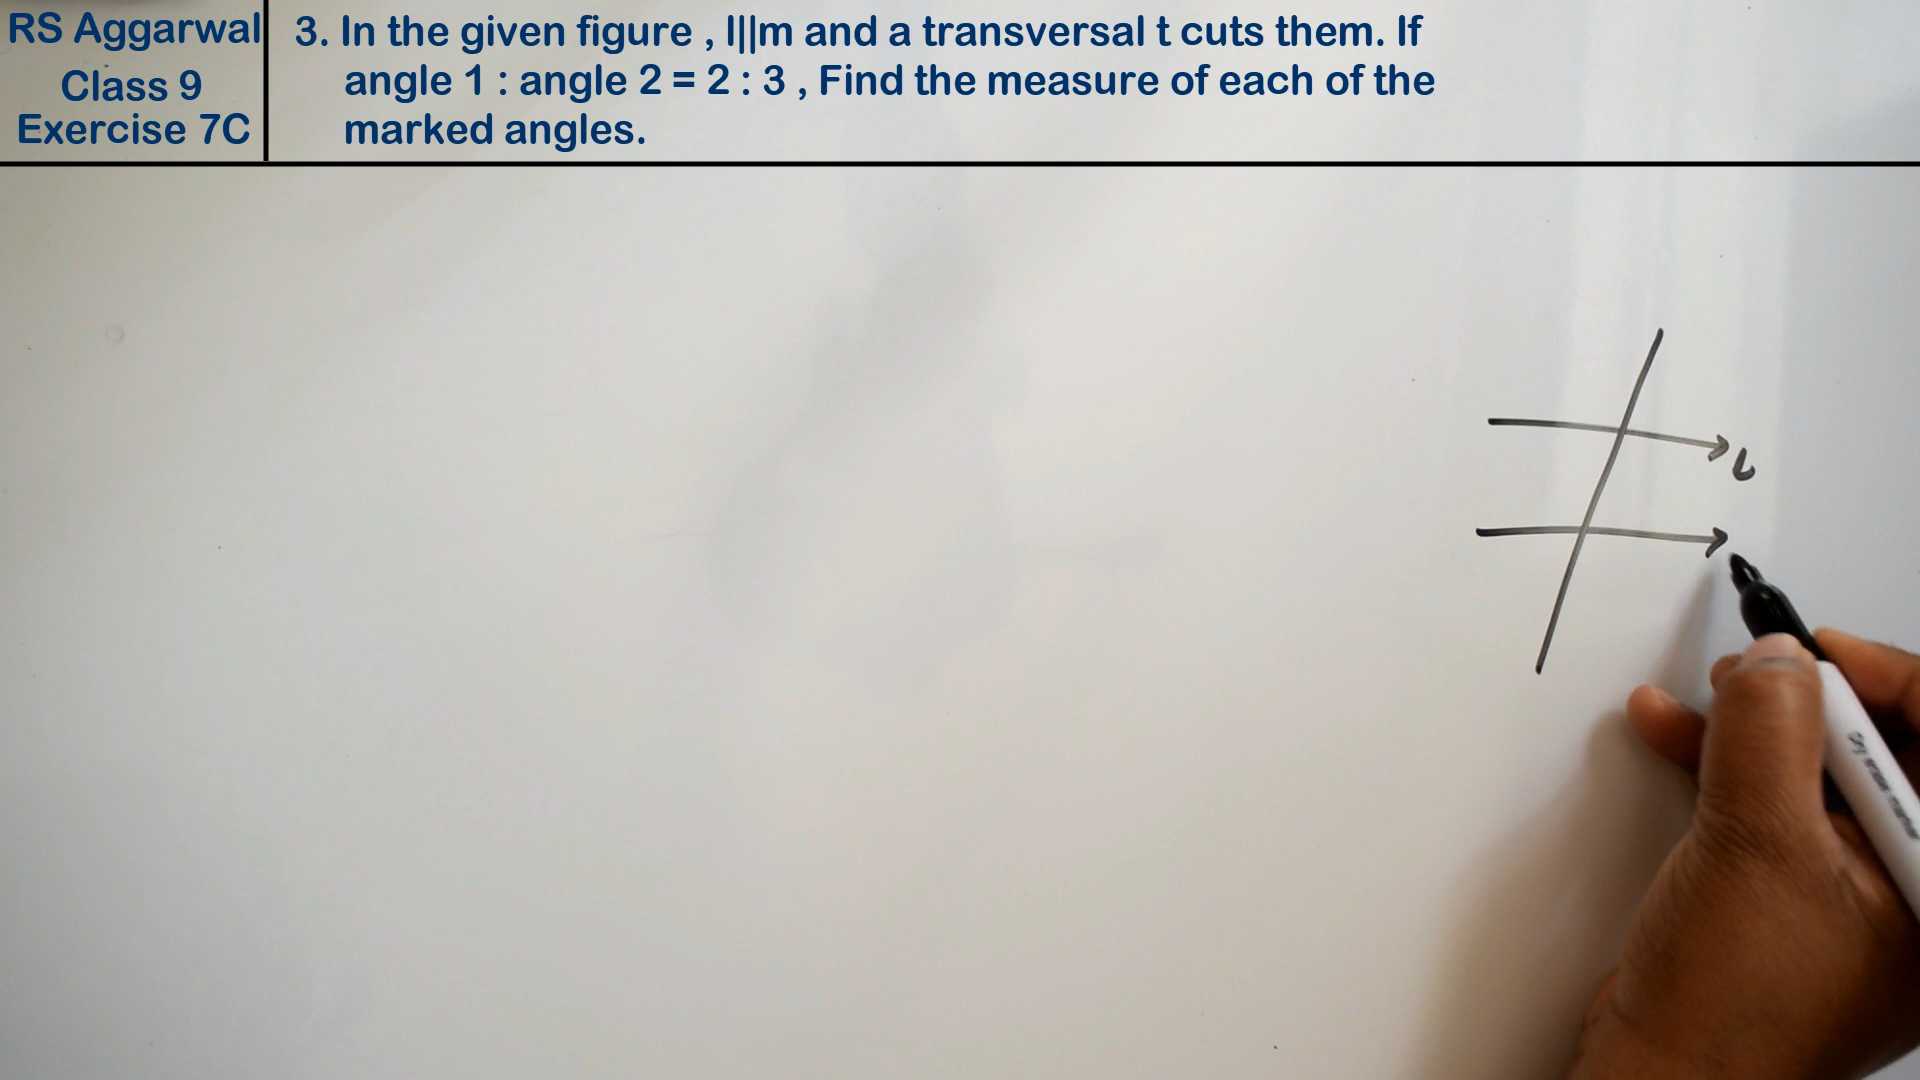 RS Aggarwal
Class 9
Exercise 7C
3. In the given figure , l||m and a transversal t cuts them. If
angle 1 : angle 2 = 2 : 3 , Find the measure of each of the
marked angles.
l